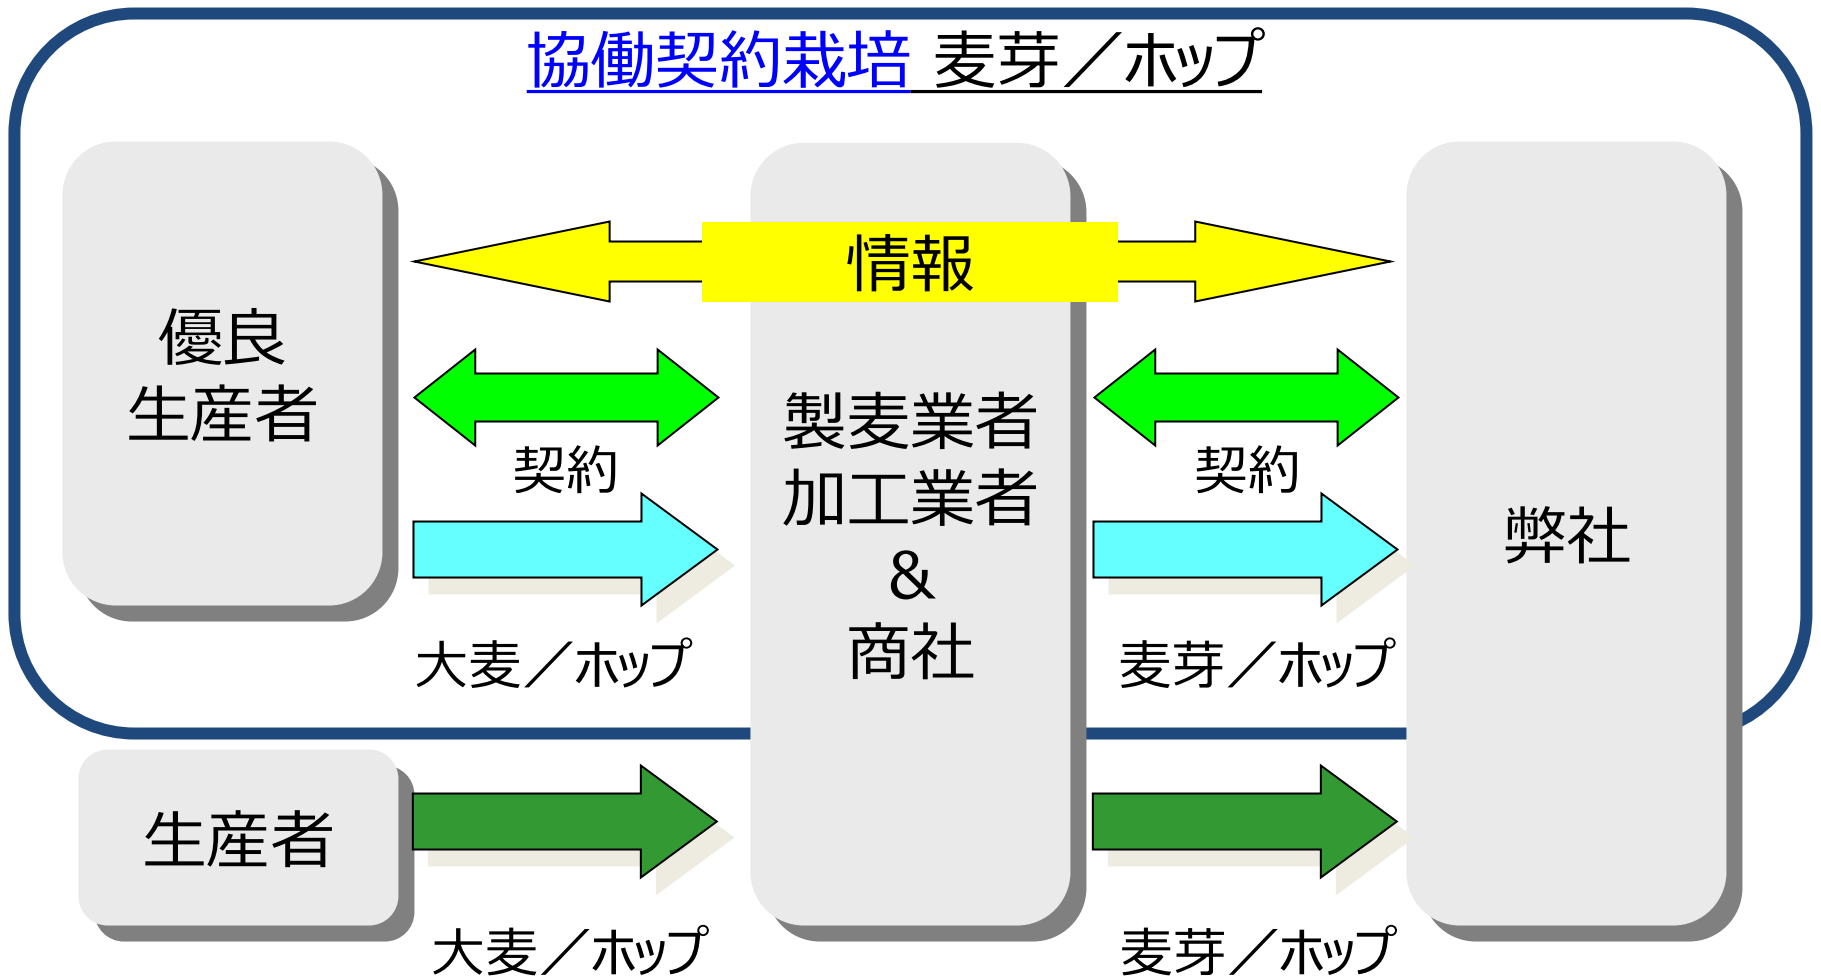 協働契約栽培 麦芽／ホップ
情報
優良
生産者
製麦業者
加工業者
&
商社
弊社
契約
契約
大麦／ホップ
麦芽／ホップ
生産者
大麦／ホップ
麦芽／ホップ